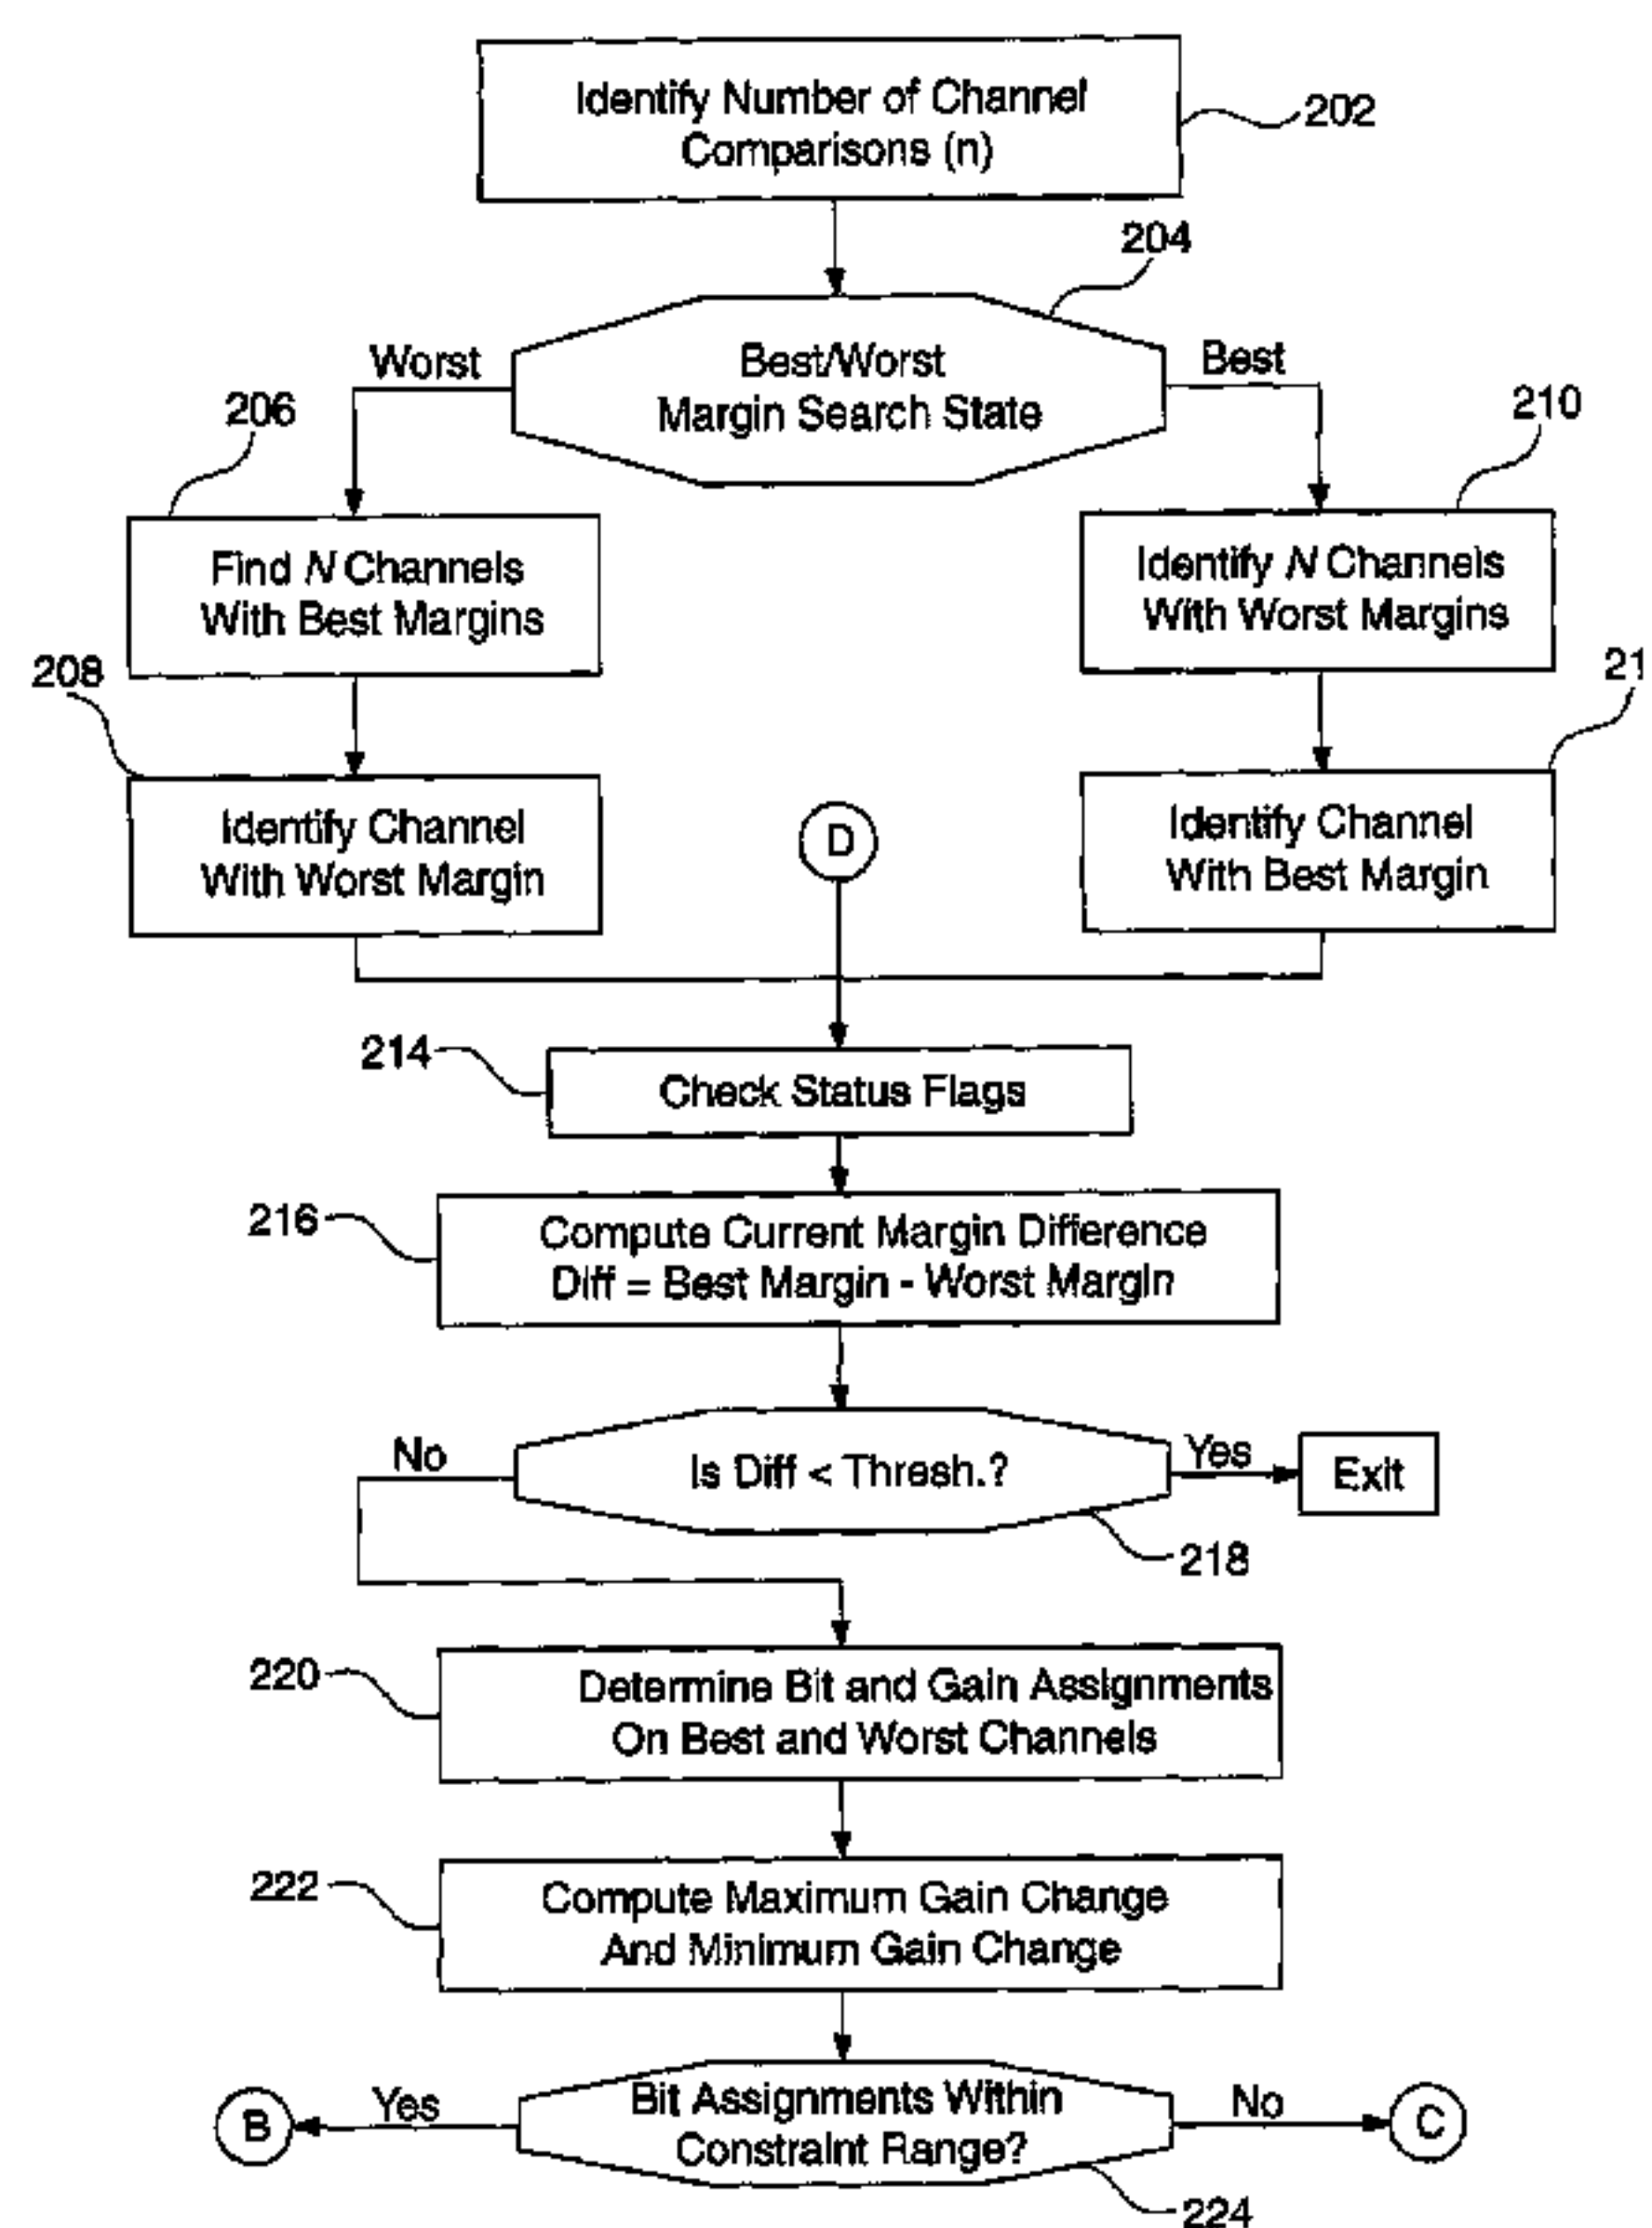 Identify Number of Channel
Comparisons (n)
202
204
Best/Worst
Margin Search State
Worst
Best
206
210
Find N Channels
With Best Margins
Identify N Channels
With Worst Margins
208
21
Identify Channel
With Worst Margin
D
Identify Channel
With Best Margin
214
Check Status Flags
216
Compute Current Margin Difference
Diff = Best Margin - Worst Margin
No
Is Diff < Thresh.?
Yes
Exit
218
220
Determine Bit and Gain Assignments
On Best and Worst Channels
222
Compute Maximum Gain Change
And Minimum Gain Change
B
Yes
Bit Assignments Within
Constraint Range?
No
C
224